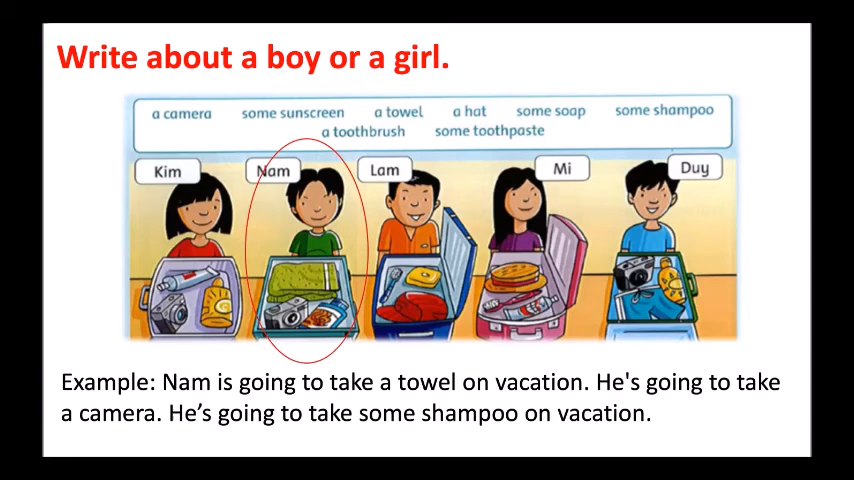 Write about a boy or a girl.
a camera some sunscreen a towel a hat some soap some shampoo
a toothbrush some toothpaste
Kim Nam Lam Mi Duy
Example: Nam is going to take a towel on vacation. He's going to take
a camera. He’s going to take some shampoo on vacation.